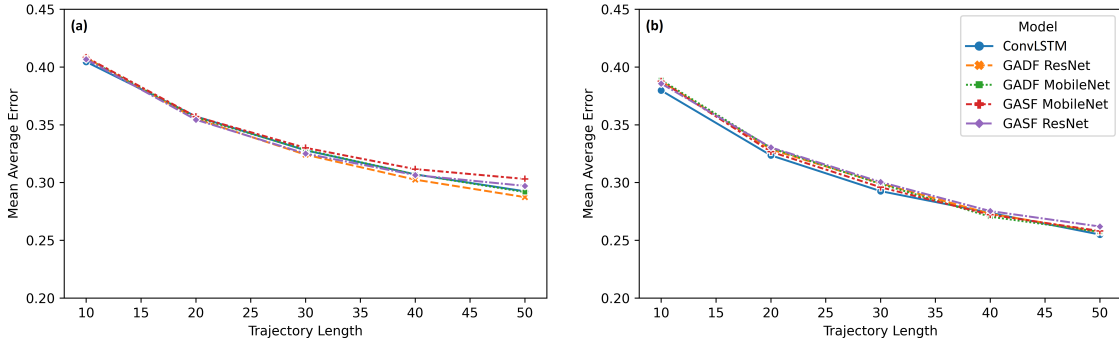 (a)
0.45
0.40
0.35
0.30
0.25
0.20
Mean Average Error
10 15 20 25 30 35 40 45 50
Trajectory Length
(b)
0.45
0.40
0.35
0.30
0.25
0.20
Mean Average Error
10 15 20 25 30 35 40 45 50
Trajectory Length
Model
ConvLSTM
GADF ResNet
GADF MobileNet
GASF MobileNet
GASF ResNet